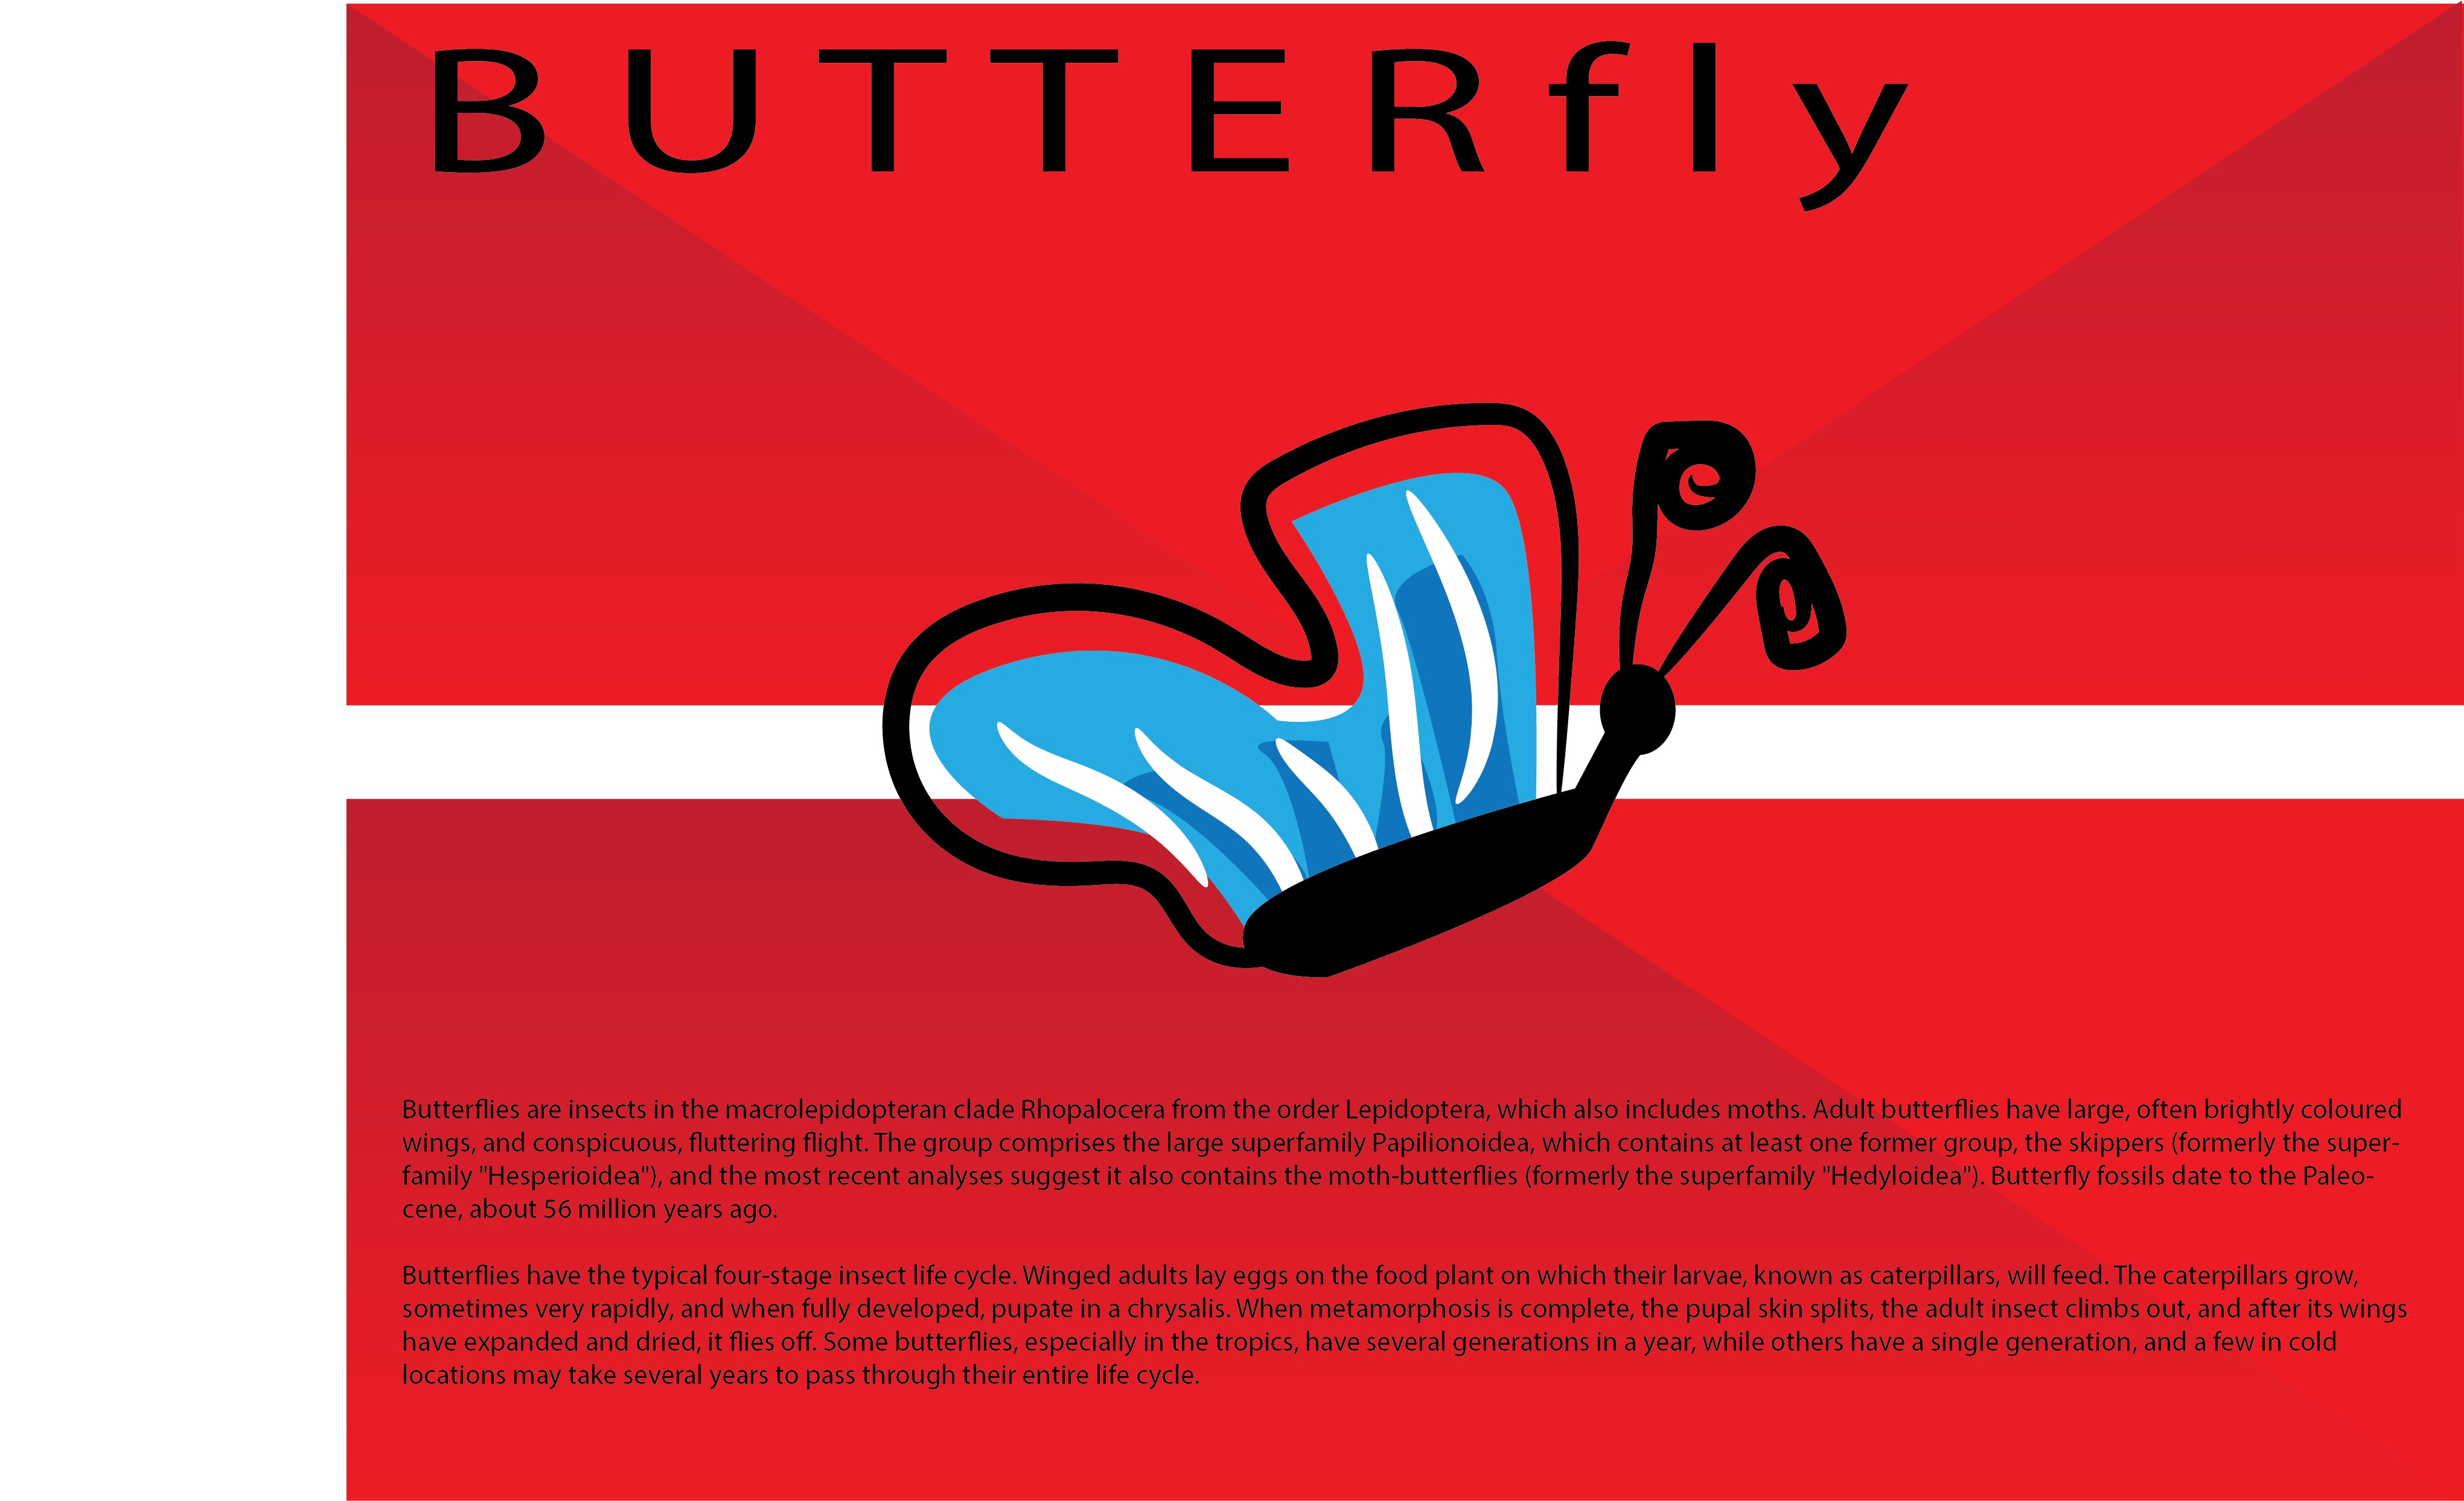 BUTTERfly
Butterflies are insects in the macrolepidopteran clade Rhopalocera from the order Lepidoptera, which also includes moths. Adult butterflies have large, often brightly coloured
wings, and conspicuous, fluttering flight. The group comprises the large superfamily Papilionoidea, which contains at least one former group, the skippers (formerly the super-
family "Hesperioidea"), and the most recent analyses suggest it also contains the moth-butterflies (formerly the superfamily "Hedyloidea"). Butterfly fossils date to the Paleo-
cene, about 56 million years ago.
Butterflies have the typical four-stage insect life cycle. Winged adults lay eggs on the food plant on which their larvae, known as caterpillars, will feed. The caterpillars grow,
sometimes very rapidly, and when fully developed, pupate in a chrysalis. When metamorphosis is complete, the pupal skin splits, the adult insect climbs out, and after its wings
have expanded and dried, it flies off. Some butterflies, especially in the tropics, have several generations in a year, while others have a single generation, and a few in cold
locations may take several years to pass through their entire life cycle.